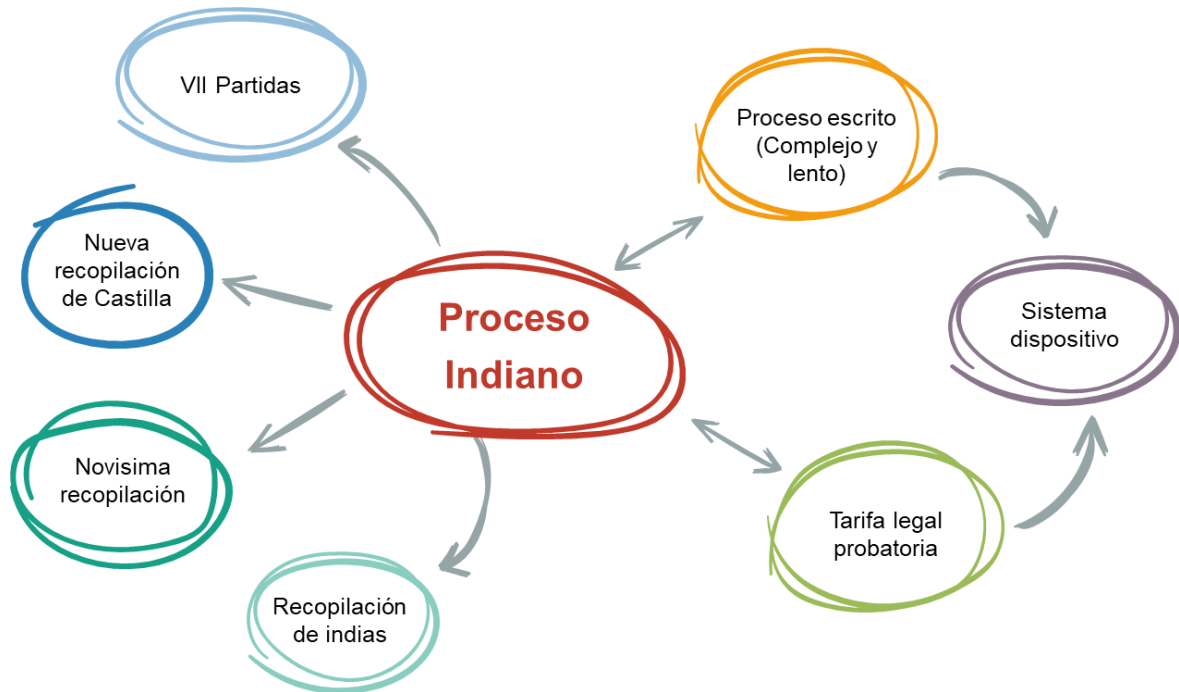 VII Partidas
Proceso escrito
(Complejo y
lento)
Nueva
recopilación
de Castilla
Proceso
Indiano
Sistema
dispositivo
Novisima
recopilación
Tarifa legal
probatoria
Recopilación
de indias